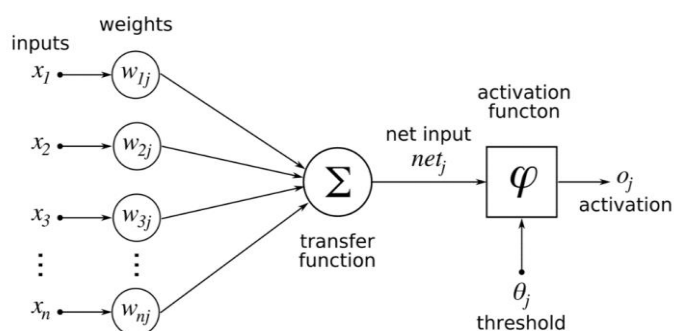 weights
inputs
x1
w1j
x2
w2j
x3
w3j
⋮ ⋮
xn
wnj
Σ
transfer
function
net input
netj
activation
functon
φ
oj
activation
θj
threshold